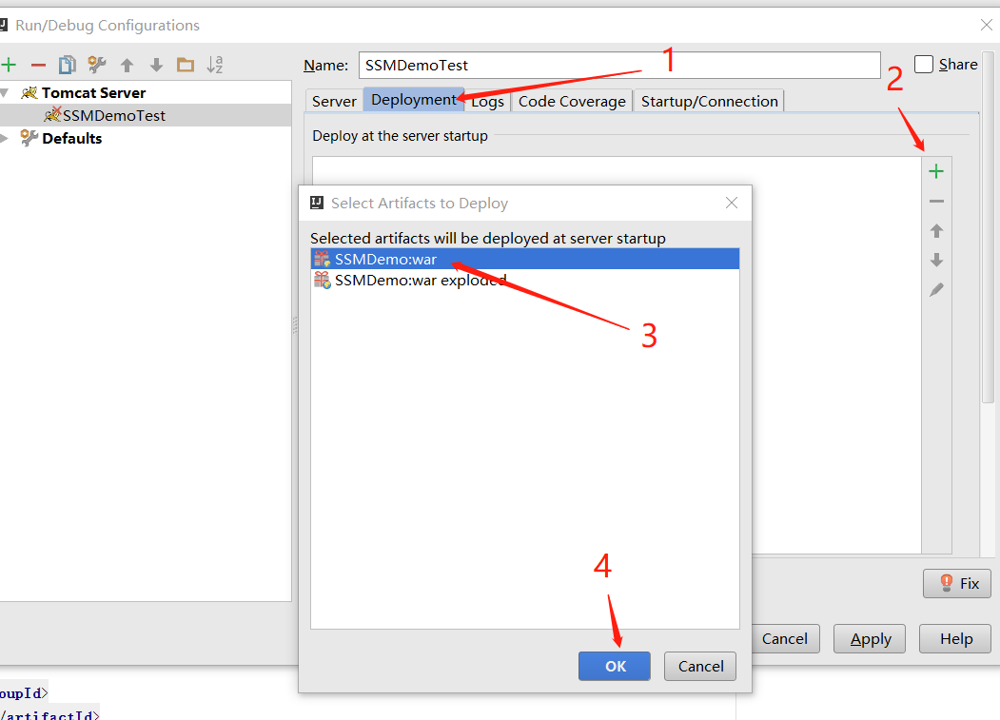 Run/Debug Configurations
Name: SSMDemoTest
Share
1
2
Tomcat Server
SSMDemoTest
Defaults
Server Deployment Logs Code Coverage Startup/Connection
Deploy at the server startup
Select Artifacts to Deploy
Selected artifacts will be deployed at server startup
SSMDemo:war
SSMDemo:war exploded
3
4
OK Cancel
Fix
Cancel Apply Help
oupId>
/artifactId>